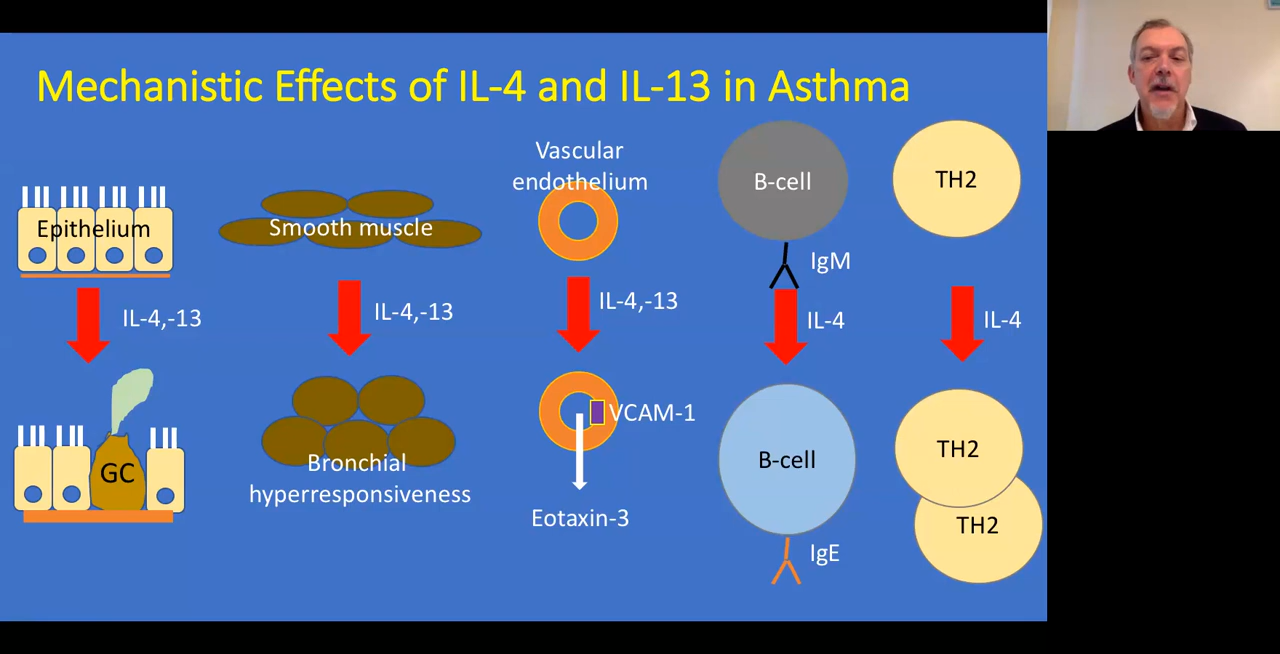 Mechanistic Effects of IL-4 and IL-13 in Asthma
Epithelium
IL-4,-13
GC
Smooth muscle
IL-4,-13
Bronchial
hyperresponsiveness
Vascular
endothelium
IL-4,-13
VCAM-1
Eotaxin-3
B-cell
IgM
IL-4
B-cell
IgE
TH2
IL-4
TH2
TH2